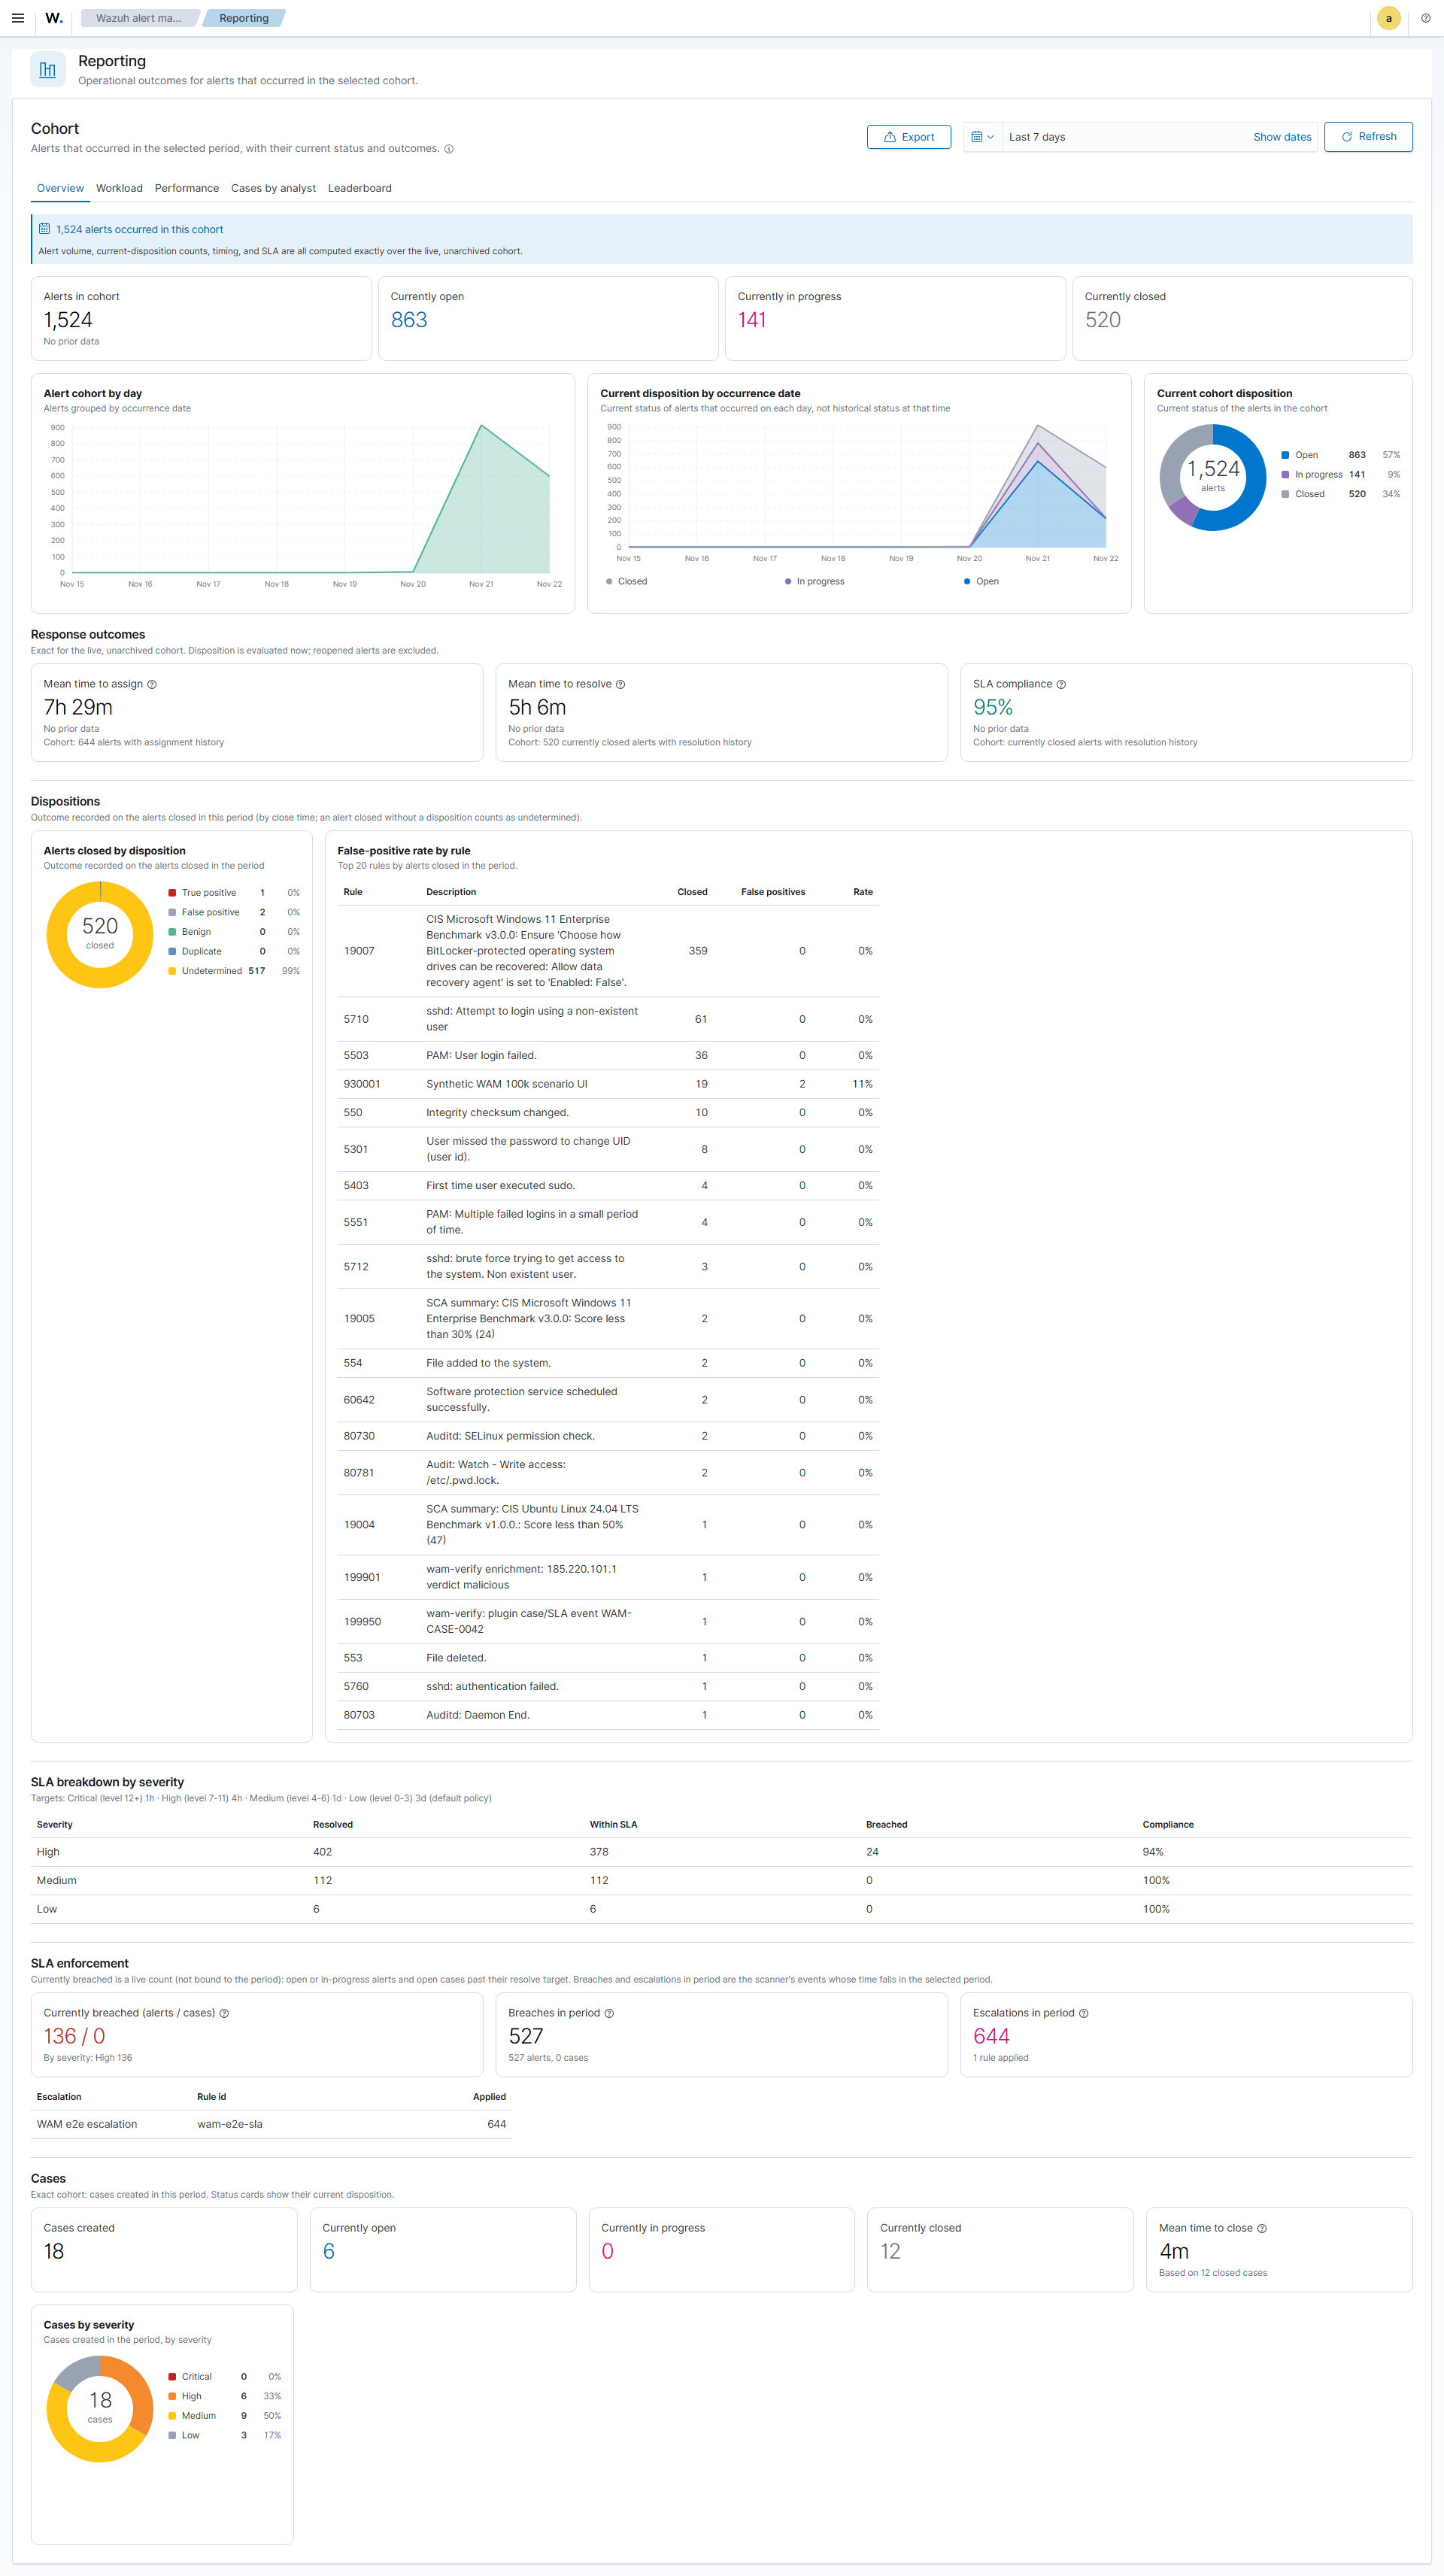 W.
Wazuh alert ma...
Reporting
a
Reporting
Operational outcomes for alerts that occurred in the selected cohort.
Cohort
Alerts that occurred in the selected period, with their current status and outcomes.
Export
Last 7 days
Show dates
Refresh
Overview Workload Performance Cases by analyst Leaderboard
1,524 alerts occurred in this cohort
Alert volume, current-disposition counts, timing, and SLA are all computed exactly over the live, unarchived cohort.
Alerts in cohort
1,524
No prior data
Currently open
863
Currently in progress
141
Currently closed
520
Alert cohort by day
Alerts grouped by occurrence date
900
800
700
600
500
400
300
200
100
0
Nov 15 Nov 16 Nov 17 Nov 18 Nov 19 Nov 20 Nov 21 Nov 22
Current disposition by occurrence date
Current status of alerts that occurred on each day, not historical status at that time
900
800
700
600
500
400
300
200
100
0
Nov 15 Nov 16 Nov 17 Nov 18 Nov 19 Nov 20 Nov 21 Nov 22
Closed In progress Open
Current cohort disposition
Current status of the alerts in the cohort
1,524
alerts
Open 863 57%
In progress 141 9%
Closed 520 34%
Response outcomes
Exact for the live, unarchived cohort. Disposition is evaluated now; reopened alerts are excluded.
Mean time to assign
7h 29m
No prior data
Cohort: 644 alerts with assignment history
Mean time to resolve
5h 6m
No prior data
Cohort: 520 currently closed alerts with resolution history
SLA compliance
95%
No prior data
Cohort: currently closed alerts with resolution history
Dispositions
Outcome recorded on the alerts closed in this period (by close time; an alert closed without a disposition counts as undetermined).
Alerts closed by disposition
Outcome recorded on the alerts closed in the period
520
closed
True positive 1 0%
False positive 2 0%
Benign 0 0%
Duplicate 0 0%
Undetermined 517 99%
False-positive rate by rule
Top 20 rules by alerts closed in the period.
Rule Description Closed False positives Rate
CIS Microsoft Windows 11 Enterprise
Benchmark v3.0.0: Ensure 'Choose how
19007 BitLocker-protected operating system 359 0 0%
drives can be recovered: Allow data
recovery agent' is set to 'Enabled: False'.
5710 sshd: Attempt to login using a non-existent 61 0 0%
user
5503 PAM: User login failed. 36 0 0%
930001 Synthetic WAM 100k scenario UI 19 2 11%
550 Integrity checksum changed. 10 0 0%
5301 User missed the password to change UID 8 0 0%
(user id).
5403 First time user executed sudo. 4 0 0%
5551 PAM: Multiple failed logins in a small period 4 0 0%
of time.
5712 sshd: brute force trying to get access to 3 0 0%
the system. Non existent user.
SCA summary: CIS Microsoft Windows 11
19005 Enterprise Benchmark v3.0.0: Score less 2 0 0%
than 30% (24)
554 File added to the system. 2 0 0%
60642 Software protection service scheduled 2 0 0%
successfully.
80730 Auditd: SELinux permission check. 2 0 0%
80781 Audit: Watch - Write access: 2 0 0%
/etc/.pwd.lock.
SCA summary: CIS Ubuntu Linux 24.04 LTS
19004 Benchmark v1.0.0.: Score less than 50% 1 0 0%
(47)
199901 wam-verify enrichment: 185.220.101.1 1 0 0%
verdict malicious
199950 wam-verify: plugin case/SLA event WAM- 1 0 0%
CASE-0042
553 File deleted. 1 0 0%
5760 sshd: authentication failed. 1 0 0%
80703 Auditd: Daemon End. 1 0 0%
SLA breakdown by severity
Targets: Critical (level 12+) 1h · High (level 7-11) 4h · Medium (level 4-6) 1d · Low (level 0-3) 3d (default policy)
Severity Resolved Within SLA Breached Compliance
High 402 378 24 94%
Medium 112 112 0 100%
Low 6 6 0 100%
SLA enforcement
Currently breached is a live count (not bound to the period): open or in-progress alerts and open cases past their resolve target. Breaches and escalations in period are the scanner's events whose time falls in the selected period.
Currently breached (alerts / cases)
136 / 0
By severity: High 136
Breaches in period
527
527 alerts, 0 cases
Escalations in period
644
1 rule applied
Escalation Rule id Applied
WAM e2e escalation wam-e2e-sla 644
Cases
Exact cohort: cases created in this period. Status cards show their current disposition.
Cases created
18
Currently open
6
Currently in progress
0
Currently closed
12
Mean time to close
4m
Based on 12 closed cases
Cases by severity
Cases created in the period, by severity
18
cases
Critical 0 0%
High 6 33%
Medium 9 50%
Low 3 17%